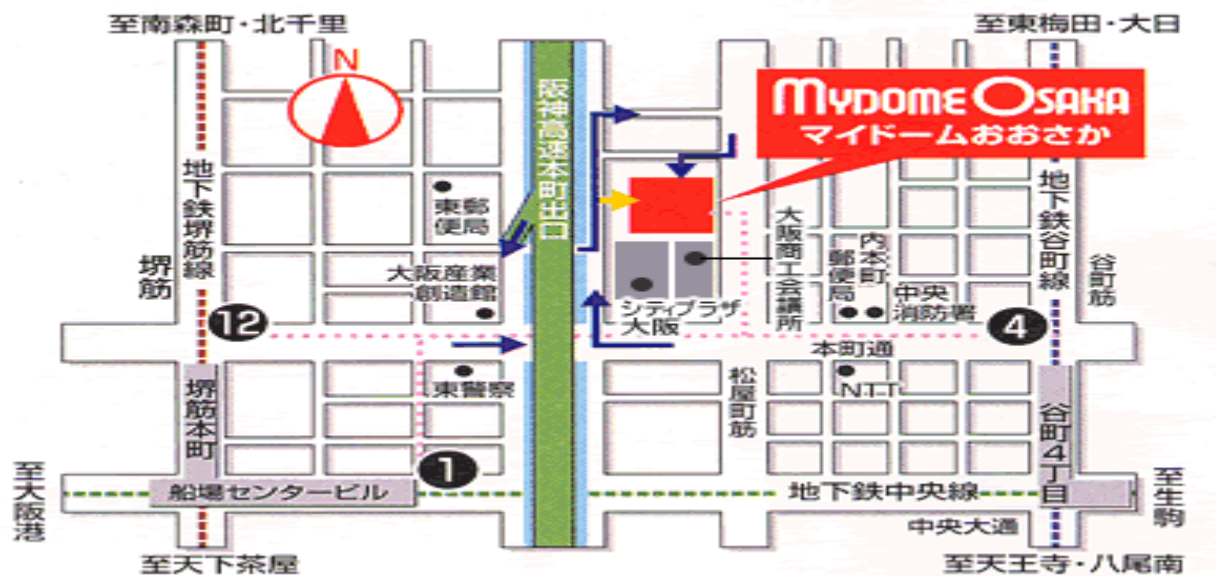 至南森町・北千里
至東梅田・大日
N
MYDOME OSAKA
マイドームおおさか
阪神高速本町出口
地下鉄堺筋線
堺筋
東郵
便局
大阪産業
創造館
大阪商工会議所
内本町
郵便局
中央
消防署
地下鉄谷町線
谷町筋
シティプラザ
大阪
12
4
本町通
東警察
松屋町筋
NTT
堺筋本町
谷町4丁目
1
至大阪港
船場センタービル
地下鉄中央線
至生駒
中央大通
至天下茶屋
至天王寺・八尾南